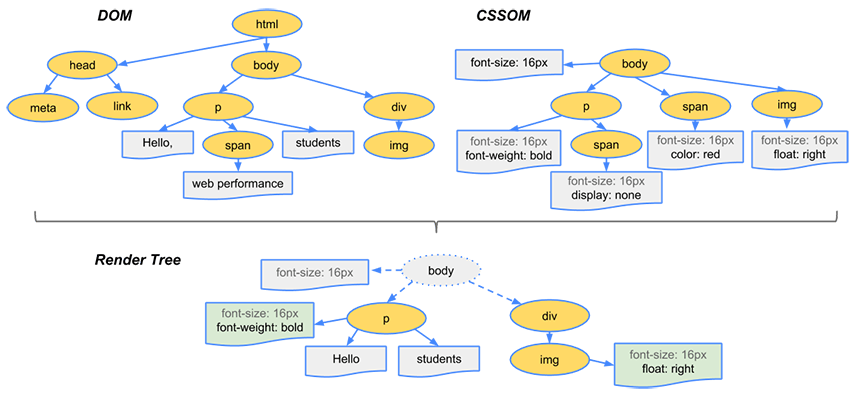 DOM
html
head
body
meta
link
p
div
Hello,
span
students
img
web performance
CSSOM
font-size: 16px
body
p
span
img
font-size: 16px
font-weight: bold
span
font-size: 16px
color: red
font-size: 16px
float: right
font-size: 16px
display: none
Render Tree
font-size: 16px
body
font-size: 16px
font-weight: bold
p
div
Hello
students
img
font-size: 16px
float: right